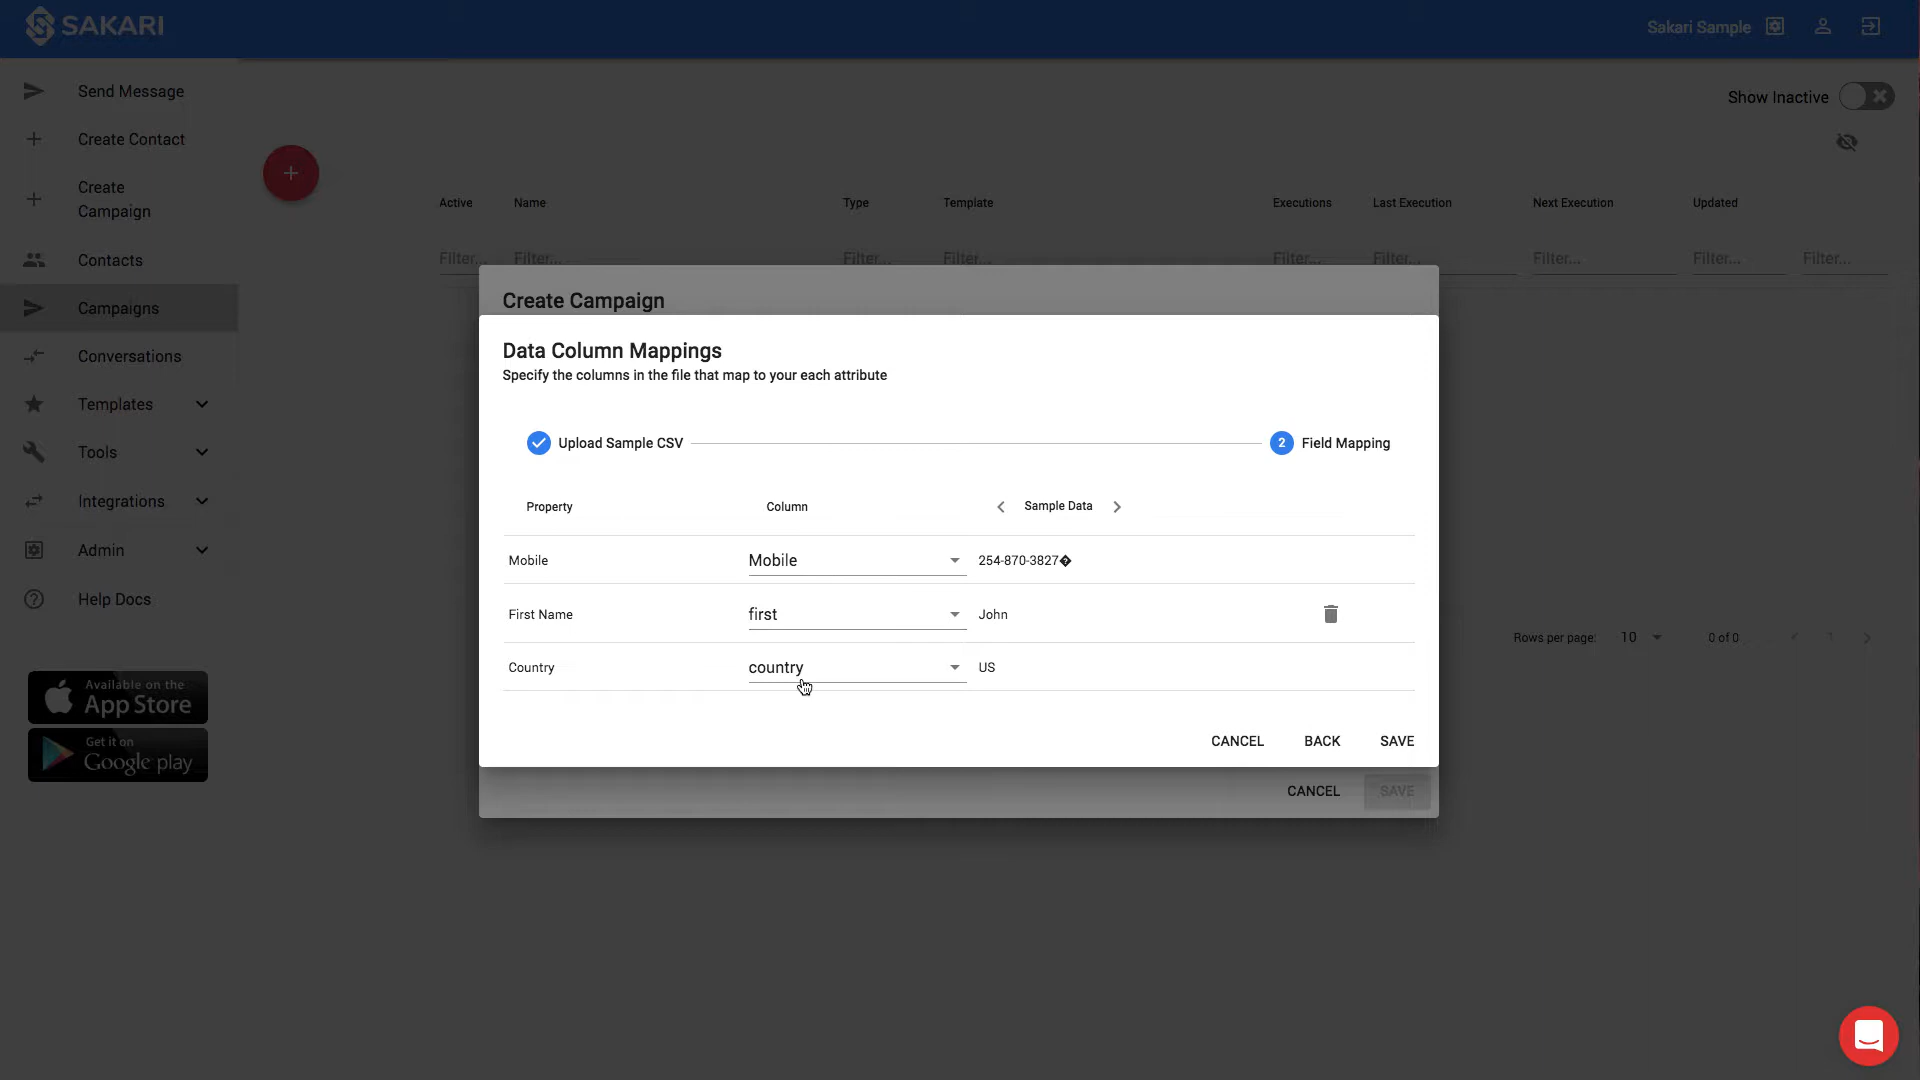 SAKARI
Sakari Sample
Send Message
Show Inactive
Create Contact
Create
Campaign
Active Name Type Template Executions Last Execution Next Execution Updated
Contacts
Filter... Filter... Filter... Filter... Filter... Filter... Filter... Filter... Filter...
Campaigns
Create Campaign
Conversations
Data Column Mappings
Specify the columns in the file that map to your each attribute
Templates
Tools
Upload Sample CSV
2 Field Mapping
Integrations
Property Column Sample Data
Admin
Mobile Mobile 254-870-3827�
Help Docs
First Name first John
Rows per page: 10 0 of 0 1
Country country US
Available on the
App Store
Get it on
Google play
CANCEL BACK SAVE
CANCEL SAVE